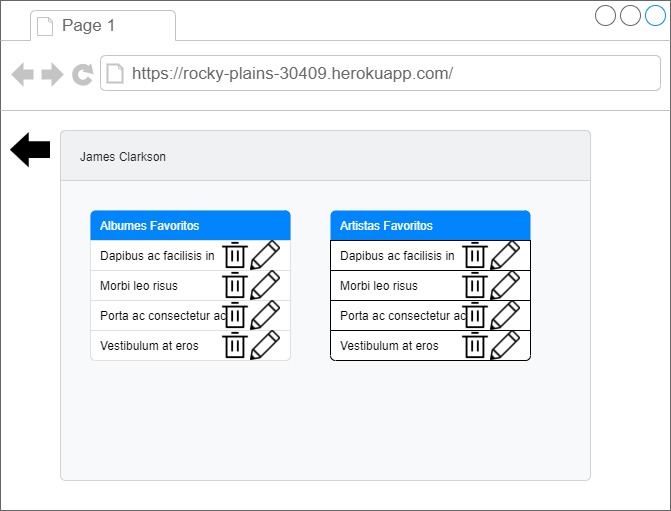 Page 1
https://rocky-plains-30409.herokuapp.com/
James Clarkson
Albumes Favoritos
Dapibus ac facilisis in
Morbi leo risus
Porta ac consectetur ac
Vestibulum at eros
Artistas Favoritos
Dapibus ac facilisis in
Morbi leo risus
Porta ac consectetur ac
Vestibulum at eros